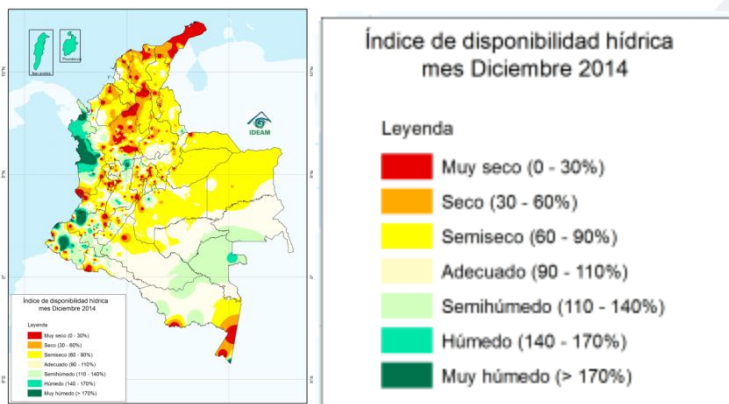 San Andrés
Providencia
IDEAM
Índice de disponibilidad hídrica
mes Diciembre 2014
Leyenda
Muy seco (0 - 30%)
Seco (30 - 60%)
Semiseco (60 - 90%)
Adecuado (90 - 110%)
Semihúmedo (110 - 140%)
Húmedo (140 - 170%)
Muy húmedo (> 170%)
Índice de disponibilidad hídrica
mes Diciembre 2014
Leyenda
Muy seco (0 - 30%)
Seco (30 - 60%)
Semiseco (60 - 90%)
Adecuado (90 - 110%)
Semihúmedo (110 - 140%)
Húmedo (140 - 170%)
Muy húmedo (> 170%)